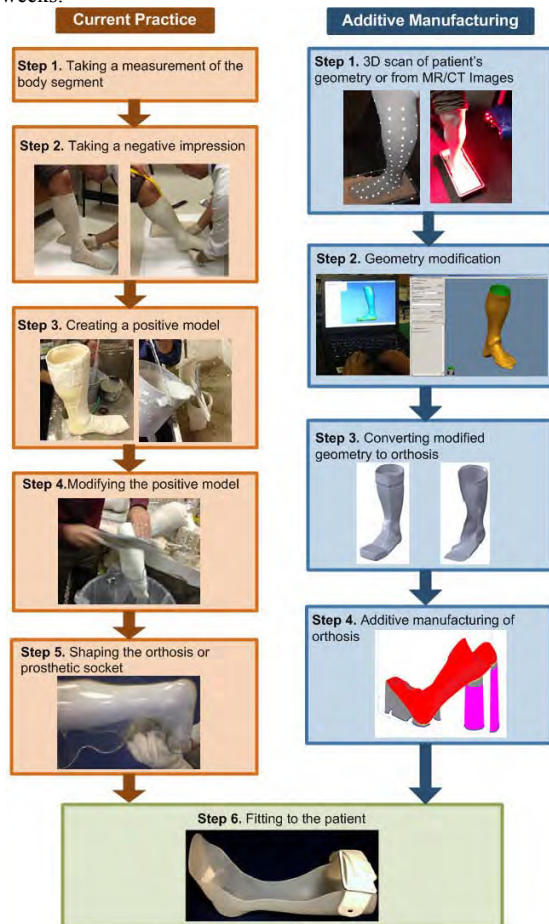 weeks.
Current Practice
Step 1. Taking a measurement of the
body segment
Step 2. Taking a negative impression
Step 3. Creating a positive model
Step 4.Modifying the positive model
Step 5. Shaping the orthosis or
prosthetic socket
Additive Manufacturing
Step 1. 3D scan of patient's
geometry or from MR/CT Images
Step 2. Geometry modification
Step 3. Converting modified
geometry to orthosis
Step 4. Additive manufacturing of
orthosis
Step 6. Fitting to the patient